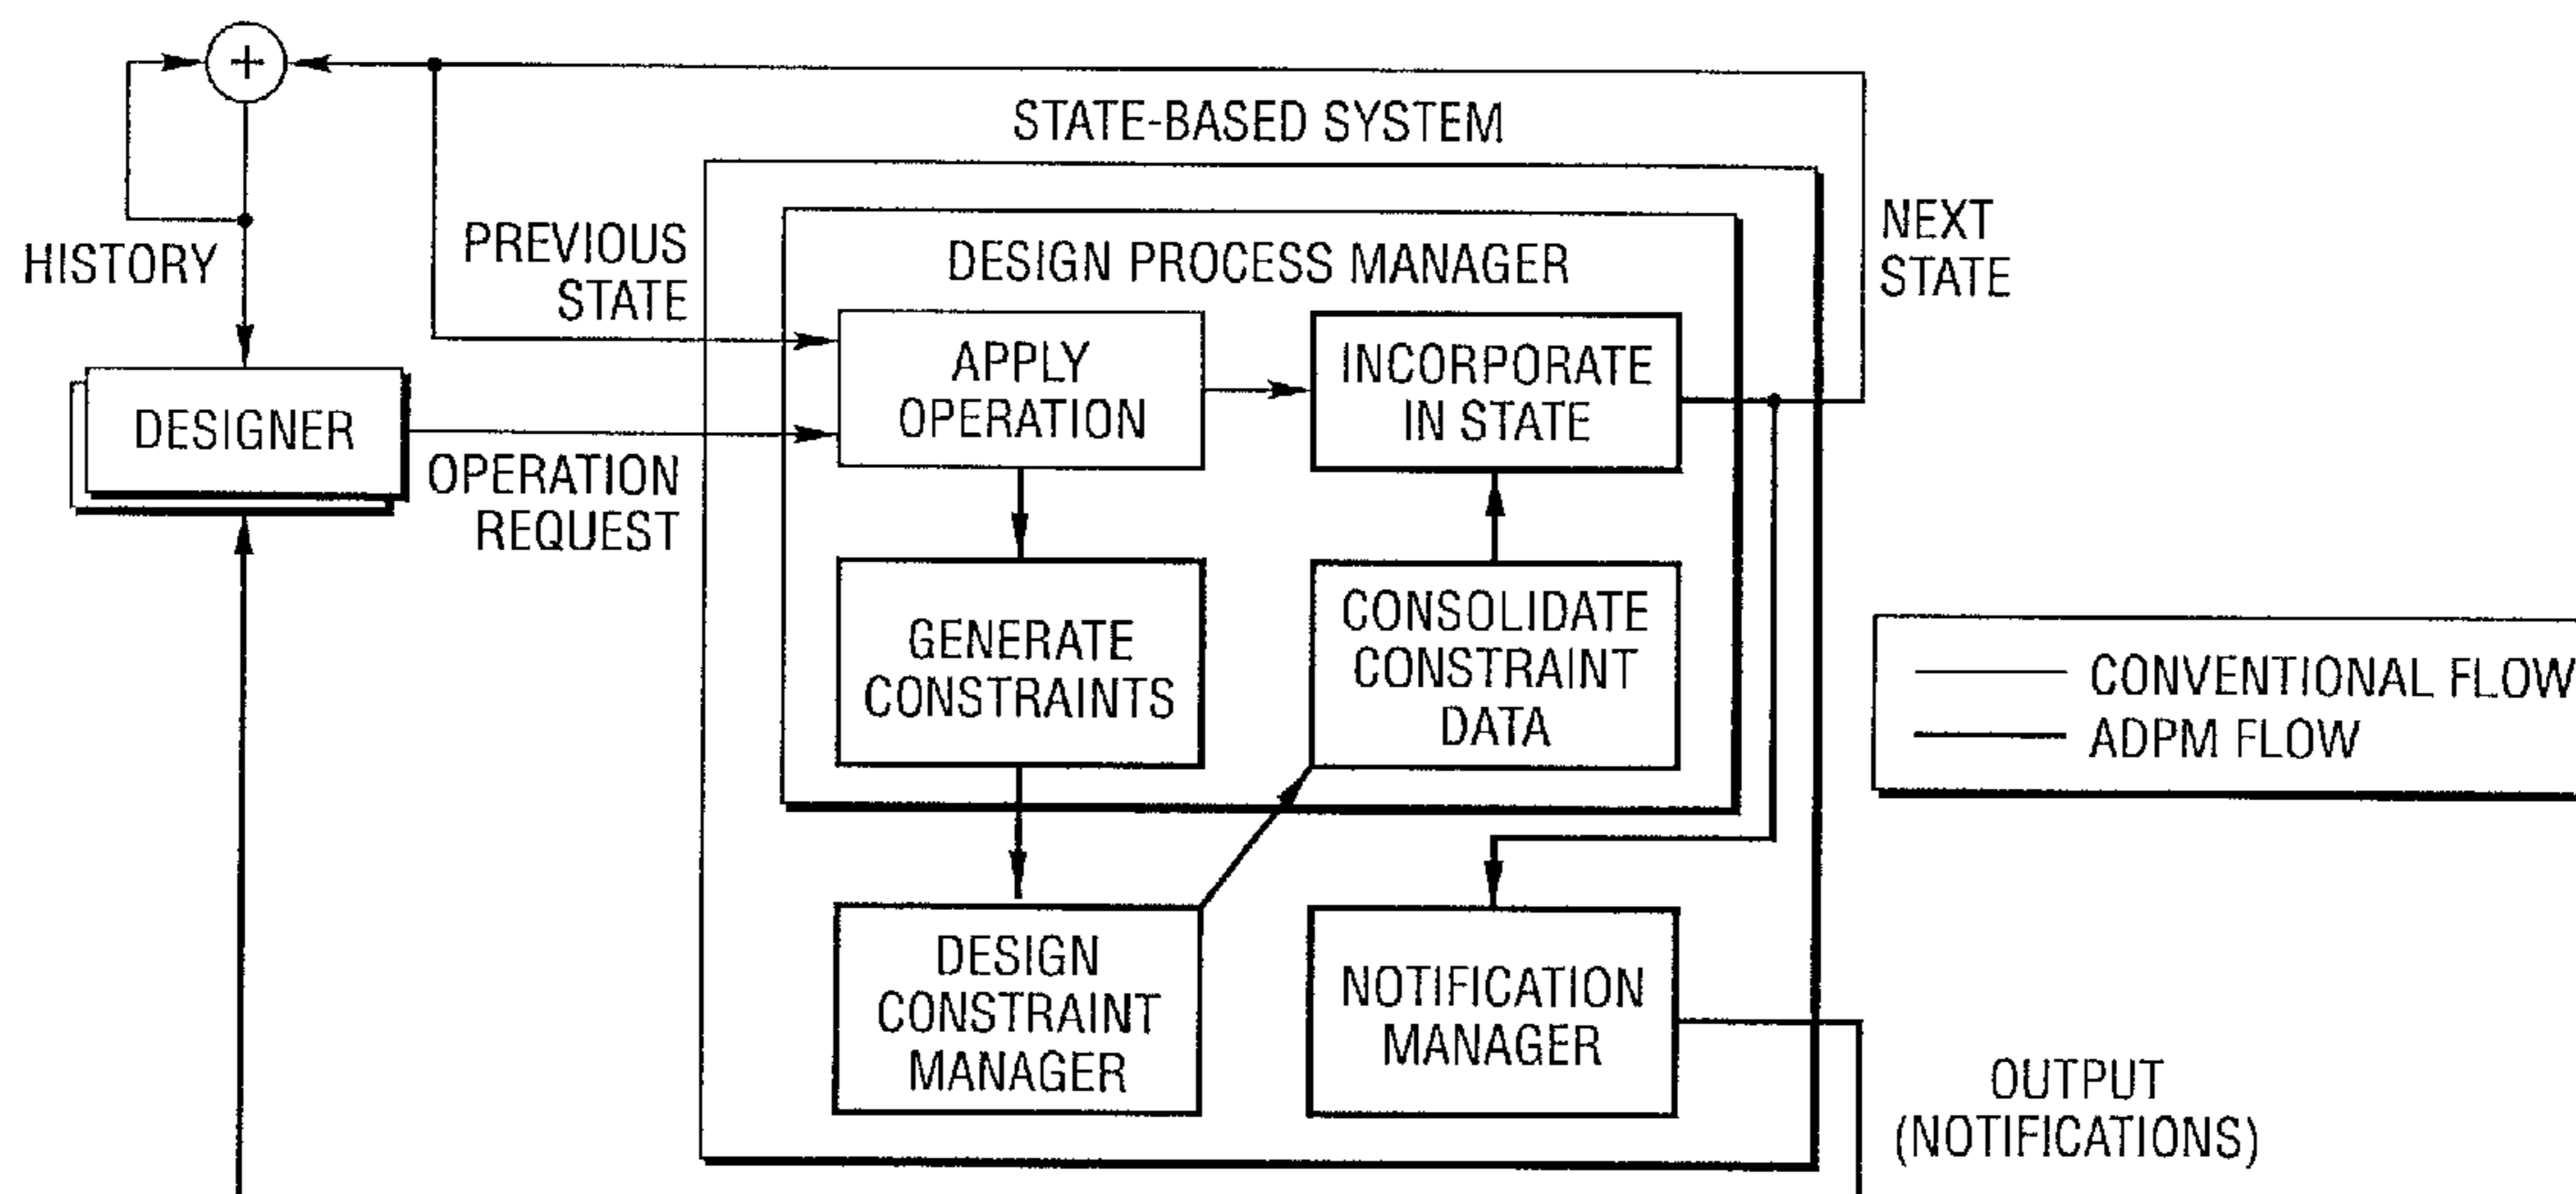 +
STATE-BASED SYSTEM
NEXT
STATE
HISTORY
PREVIOUS
STATE
DESIGN PROCESS MANAGER
APPLY
OPERATION
INCORPORATE
IN STATE
DESIGNER
OPERATION
REQUEST
GENERATE
CONSTRAINTS
CONSOLIDATE
CONSTRAINT
DATA
CONVENTIONAL FLOW
ADPM FLOW
DESIGN
CONSTRAINT
MANAGER
NOTIFICATION
MANAGER
OUTPUT
(NOTIFICATIONS)